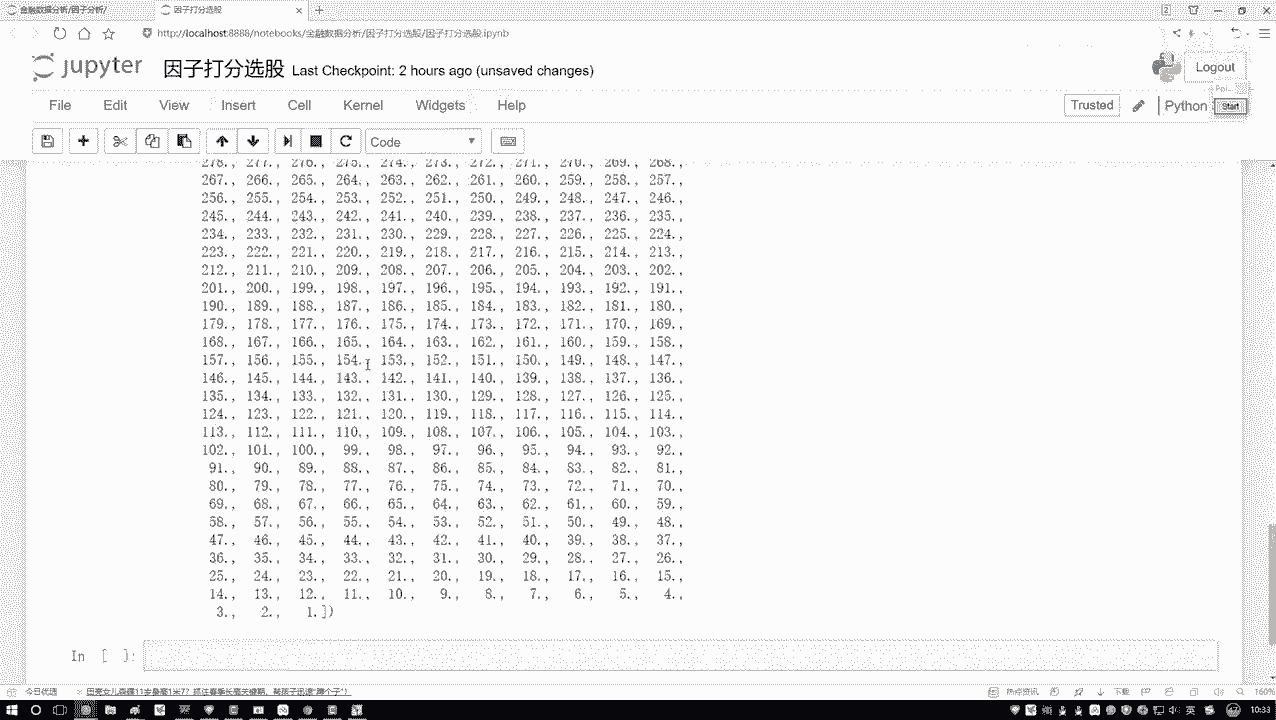 金融数据分析/因子分析/
因子打分选股
2
http://localhost:8888/notebooks/金融数据分析/因子打分选股/因子打分选股.ipynb
jupyter 因子打分选股 Last Checkpoint: 2 hours ago (unsaved changes)
Logout
File Edit View Insert Cell Kernel Widgets Help
Trusted Python
Start
Code
278., 277., 276., 275., 274., 273., 272., 271., 270., 269., 268.,
267., 266., 265., 264., 263., 262., 261., 260., 259., 258., 257.,
256., 255., 254., 253., 252., 251., 250., 249., 248., 247., 246.,
245., 244., 243., 242., 241., 240., 239., 238., 237., 236., 235.,
234., 233., 232., 231., 230., 229., 228., 227., 226., 225., 224.,
223., 222., 221., 220., 219., 218., 217., 216., 215., 214., 213.,
212., 211., 210., 209., 208., 207., 206., 205., 204., 203., 202.,
201., 200., 199., 198., 197., 196., 195., 194., 193., 192., 191.,
190., 189., 188., 187., 186., 185., 184., 183., 182., 181., 180.,
179., 178., 177., 176., 175., 174., 173., 172., 171., 170., 169.,
168., 167., 166., 165., 164., 163., 162., 161., 160., 159., 158.,
157., 156., 155., 154., 153., 152., 151., 150., 149., 148., 147.,
146., 145., 144., 143., 142., 141., 140., 139., 138., 137., 136.,
135., 134., 133., 132., 131., 130., 129., 128., 127., 126., 125.,
124., 123., 122., 121., 120., 119., 118., 117., 116., 115., 114.,
113., 112., 111., 110., 109., 108., 107., 106., 105., 104., 103.,
102., 101., 100., 99., 98., 97., 96., 95., 94., 93., 92.,
91., 90., 89., 88., 87., 86., 85., 84., 83., 82., 81.,
80., 79., 78., 77., 76., 75., 74., 73., 72., 71., 70.,
69., 68., 67., 66., 65., 64., 63., 62., 61., 60., 59.,
58., 57., 56., 55., 54., 53., 52., 51., 50., 49., 48.,
47., 46., 45., 44., 43., 42., 41., 40., 39., 38., 37.,
36., 35., 34., 33., 32., 31., 30., 29., 28., 27., 26.,
25., 24., 23., 22., 21., 20., 19., 18., 17., 16., 15.,
14., 13., 12., 11., 10., 9., 8., 7., 6., 5., 4.,
3., 2., 1.])
In [ ]:
今日优选 热点资讯 下载 160%
英 10:33